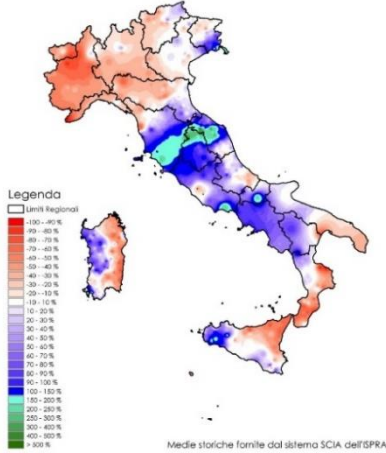 Legenda
Limiti Regionali
-100 - -90 %
-90 - -80 %
-80 - -70 %
-70 - -60 %
-60 - -50 %
-50 - -40 %
-40 - -30 %
-30 - -20 %
-20 - -10 %
-10 - 10 %
10 - 20 %
20 - 30 %
30 - 40 %
40 - 50 %
50 - 60 %
60 - 70 %
70 - 80 %
80 - 90 %
90 - 100 %
100 - 150 %
150 - 200 %
200 - 250 %
250 - 300 %
300 - 400 %
400 - 500 %
> 500 %
Medie storiche fornite dal sistema SCIA dell'ISPRA